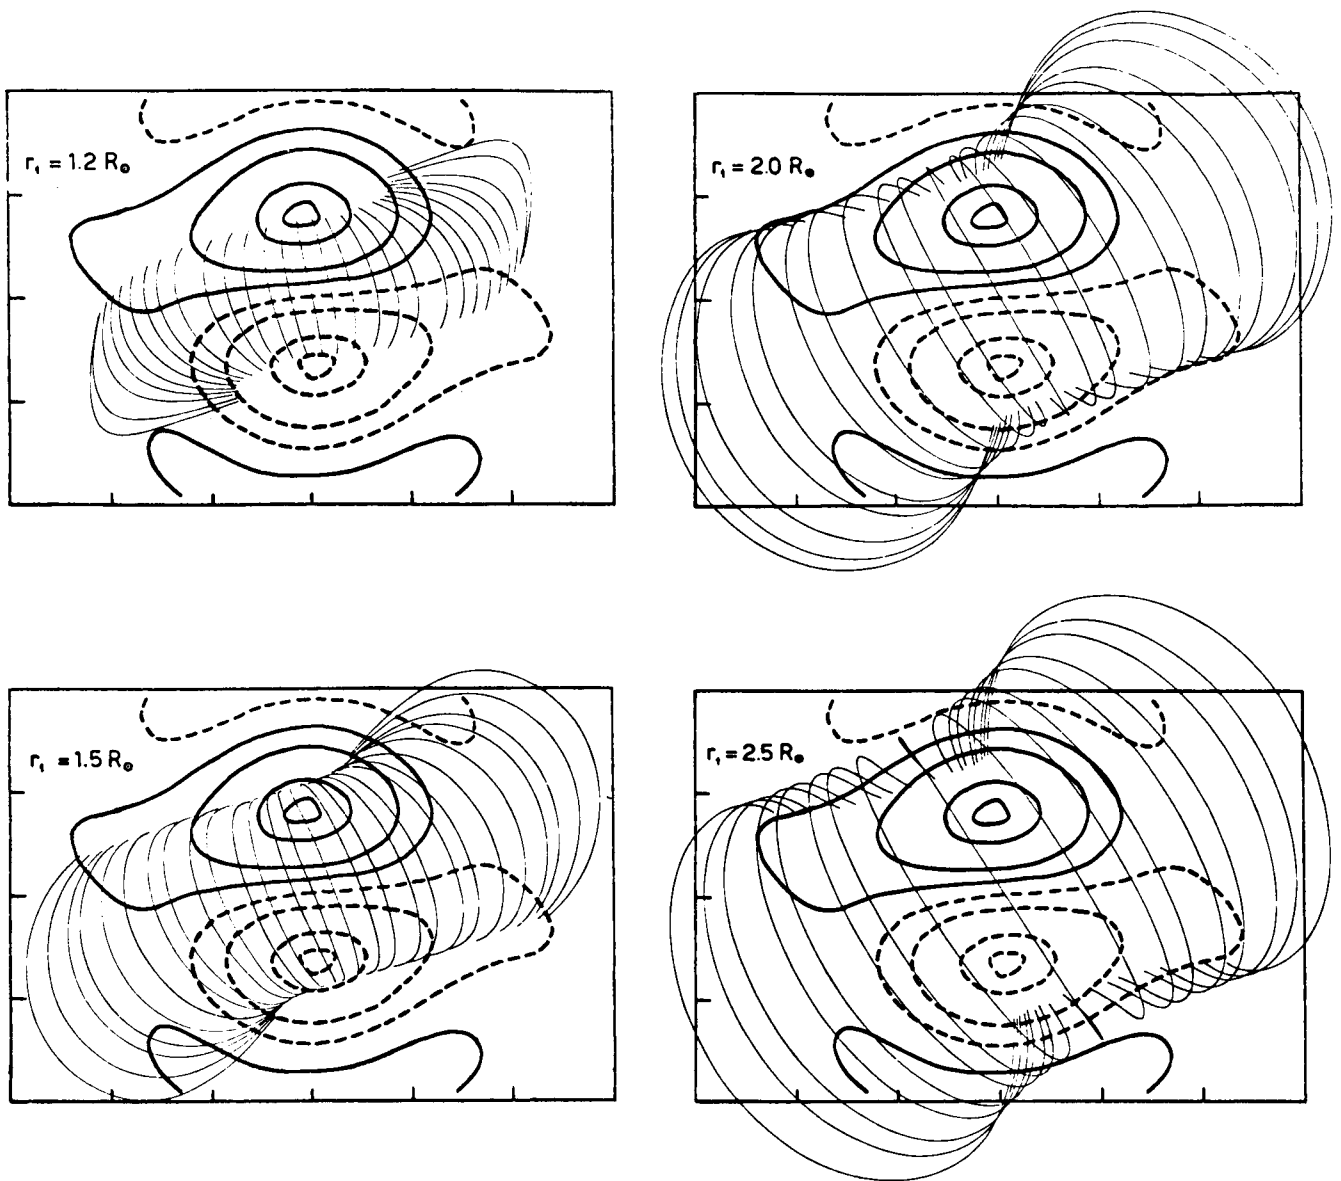 r₁ = 1.2 R⊙
r₁ = 2.0 R⊙
r₁ = 1.5 R⊙
r₁ = 2.5 R⊙